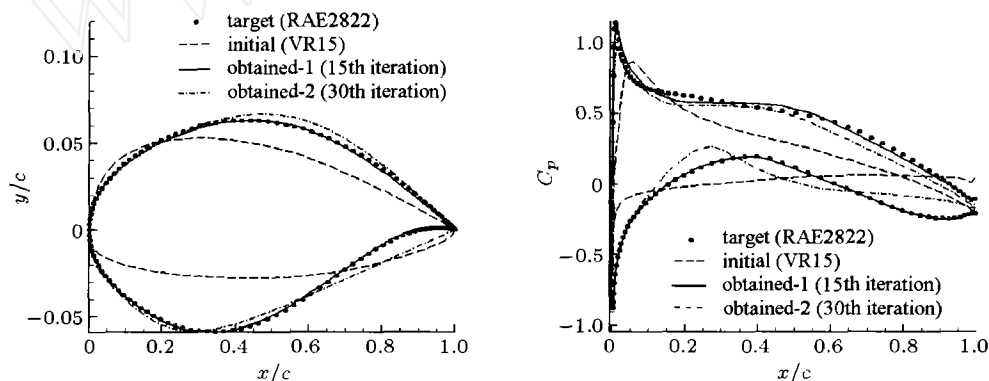 target (RAE2822)
initial (VR15)
obtained-1 (15th iteration)
obtained-2 (30th iteration)
0.10
0.05
0
−0.05
y/c
0
0.2
0.4
0.6
0.8
1.0
x/c
1.0
0.5
0
−0.5
−1.0
Cp
target (RAE2822)
initial (VR15)
obtained-1 (15th iteration)
obtained-2 (30th iteration)
0
0.2
0.4
0.6
0.8
1.0
x/c